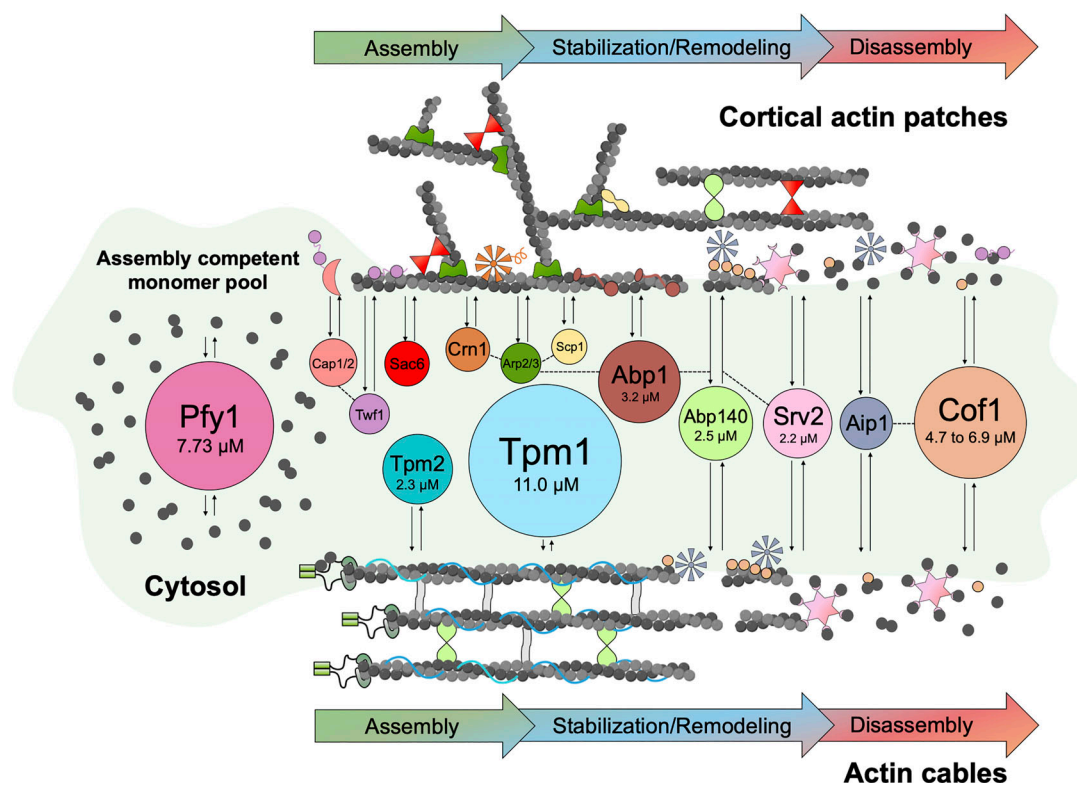 Assembly
Stabilization/Remodeling
Disassembly
Cortical actin patches
Assembly competent
monomer pool
Cap1/2
Sac6
Crn1
Arp2/3
Scp1
Twf1
Abp1
3.2 µM
Pfy1
7.73 µM
Tpm2
2.3 µM
Tpm1
11.0 µM
Abp140
2.5 µM
Srv2
2.2 µM
Aip1
Cof1
4.7 to 6.9 µM
Cytosol
Assembly
Stabilization/Remodeling
Disassembly
Actin cables